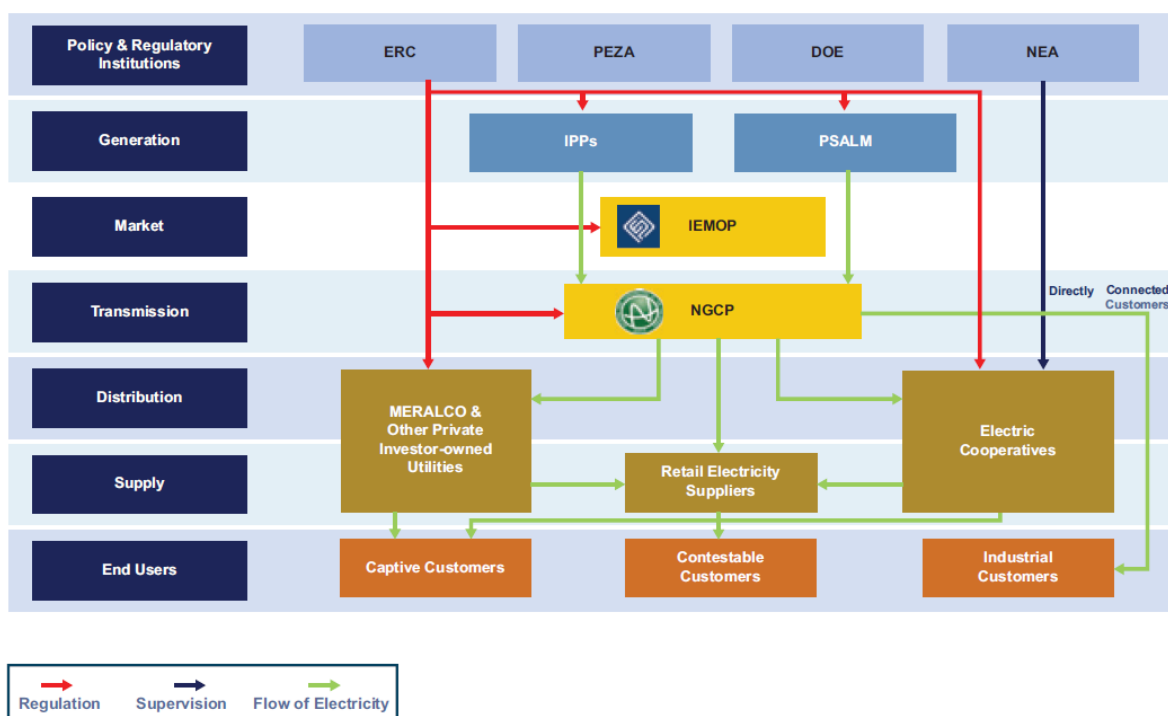 Policy & Regulatory
Institutions
ERC
PEZA
DOE
NEA
Generation
IPPs
PSALM
Market
IEMOP
Transmission
NGCP
Directly Connected
Customers
Distribution
MERALCO &
Other Private
Investor-owned
Utilities
Electric
Cooperatives
Supply
Retail Electricity
Suppliers
End Users
Captive Customers
Contestable
Customers
Industrial
Customers
Regulation
Supervision
Flow of Electricity